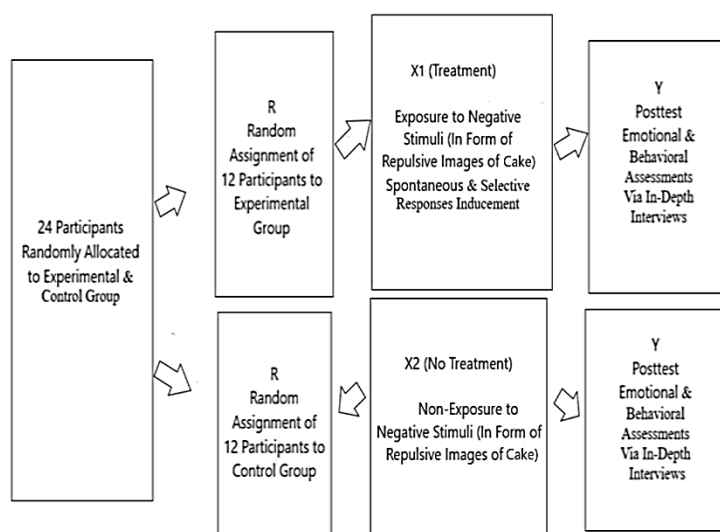 24 Participants
Randomly Allocated
to Experimental &
Control Group
R
Random
Assignment of
12 Participants to
Experimental
Group
X1 (Treatment)
Exposure to Negative
Stimuli (In Form of
Repulsive Images of Cake)
Spontaneous & Selective
Responses Inducement
Y
Posttest
Emotional &
Behavioral
Assessments
Via In-Depth
Interviews
R
Random
Assignment of
12 Participants to
Control Group
X2 (No Treatment)
Non-Exposure to
Negative Stimuli (In Form of
Repulsive Images of Cake)
Y
Posttest
Emotional &
Behavioral
Assessments
Via In-Depth
Interviews